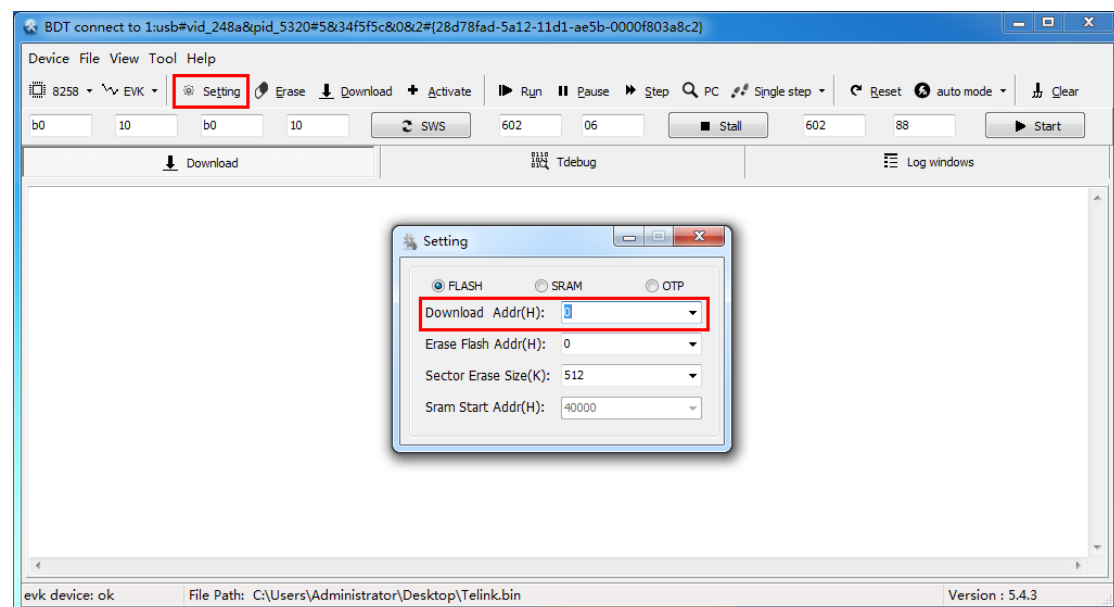 BDT connect to 1:usb#vid_248a&pid_5320#5&34f5f5c&0&2#{28d78fad-5a12-11d1-ae5b-0000f803a8c2}
Device File View Tool Help
8258 EVK Setting Erase Download Activate Run Pause Step PC Single step Reset auto mode Clear
b0 10 b0 10 SWS 602 06 Stall 602 88 Start
Download Tdebug Log windows
Setting
FLASH SRAM OTP
Download Addr(H): 0
Erase Flash Addr(H): 0
Sector Erase Size(K): 512
Sram Start Addr(H): 40000
evk device: ok File Path: C:\Users\Administrator\Desktop\Telink.bin Version : 5.4.3